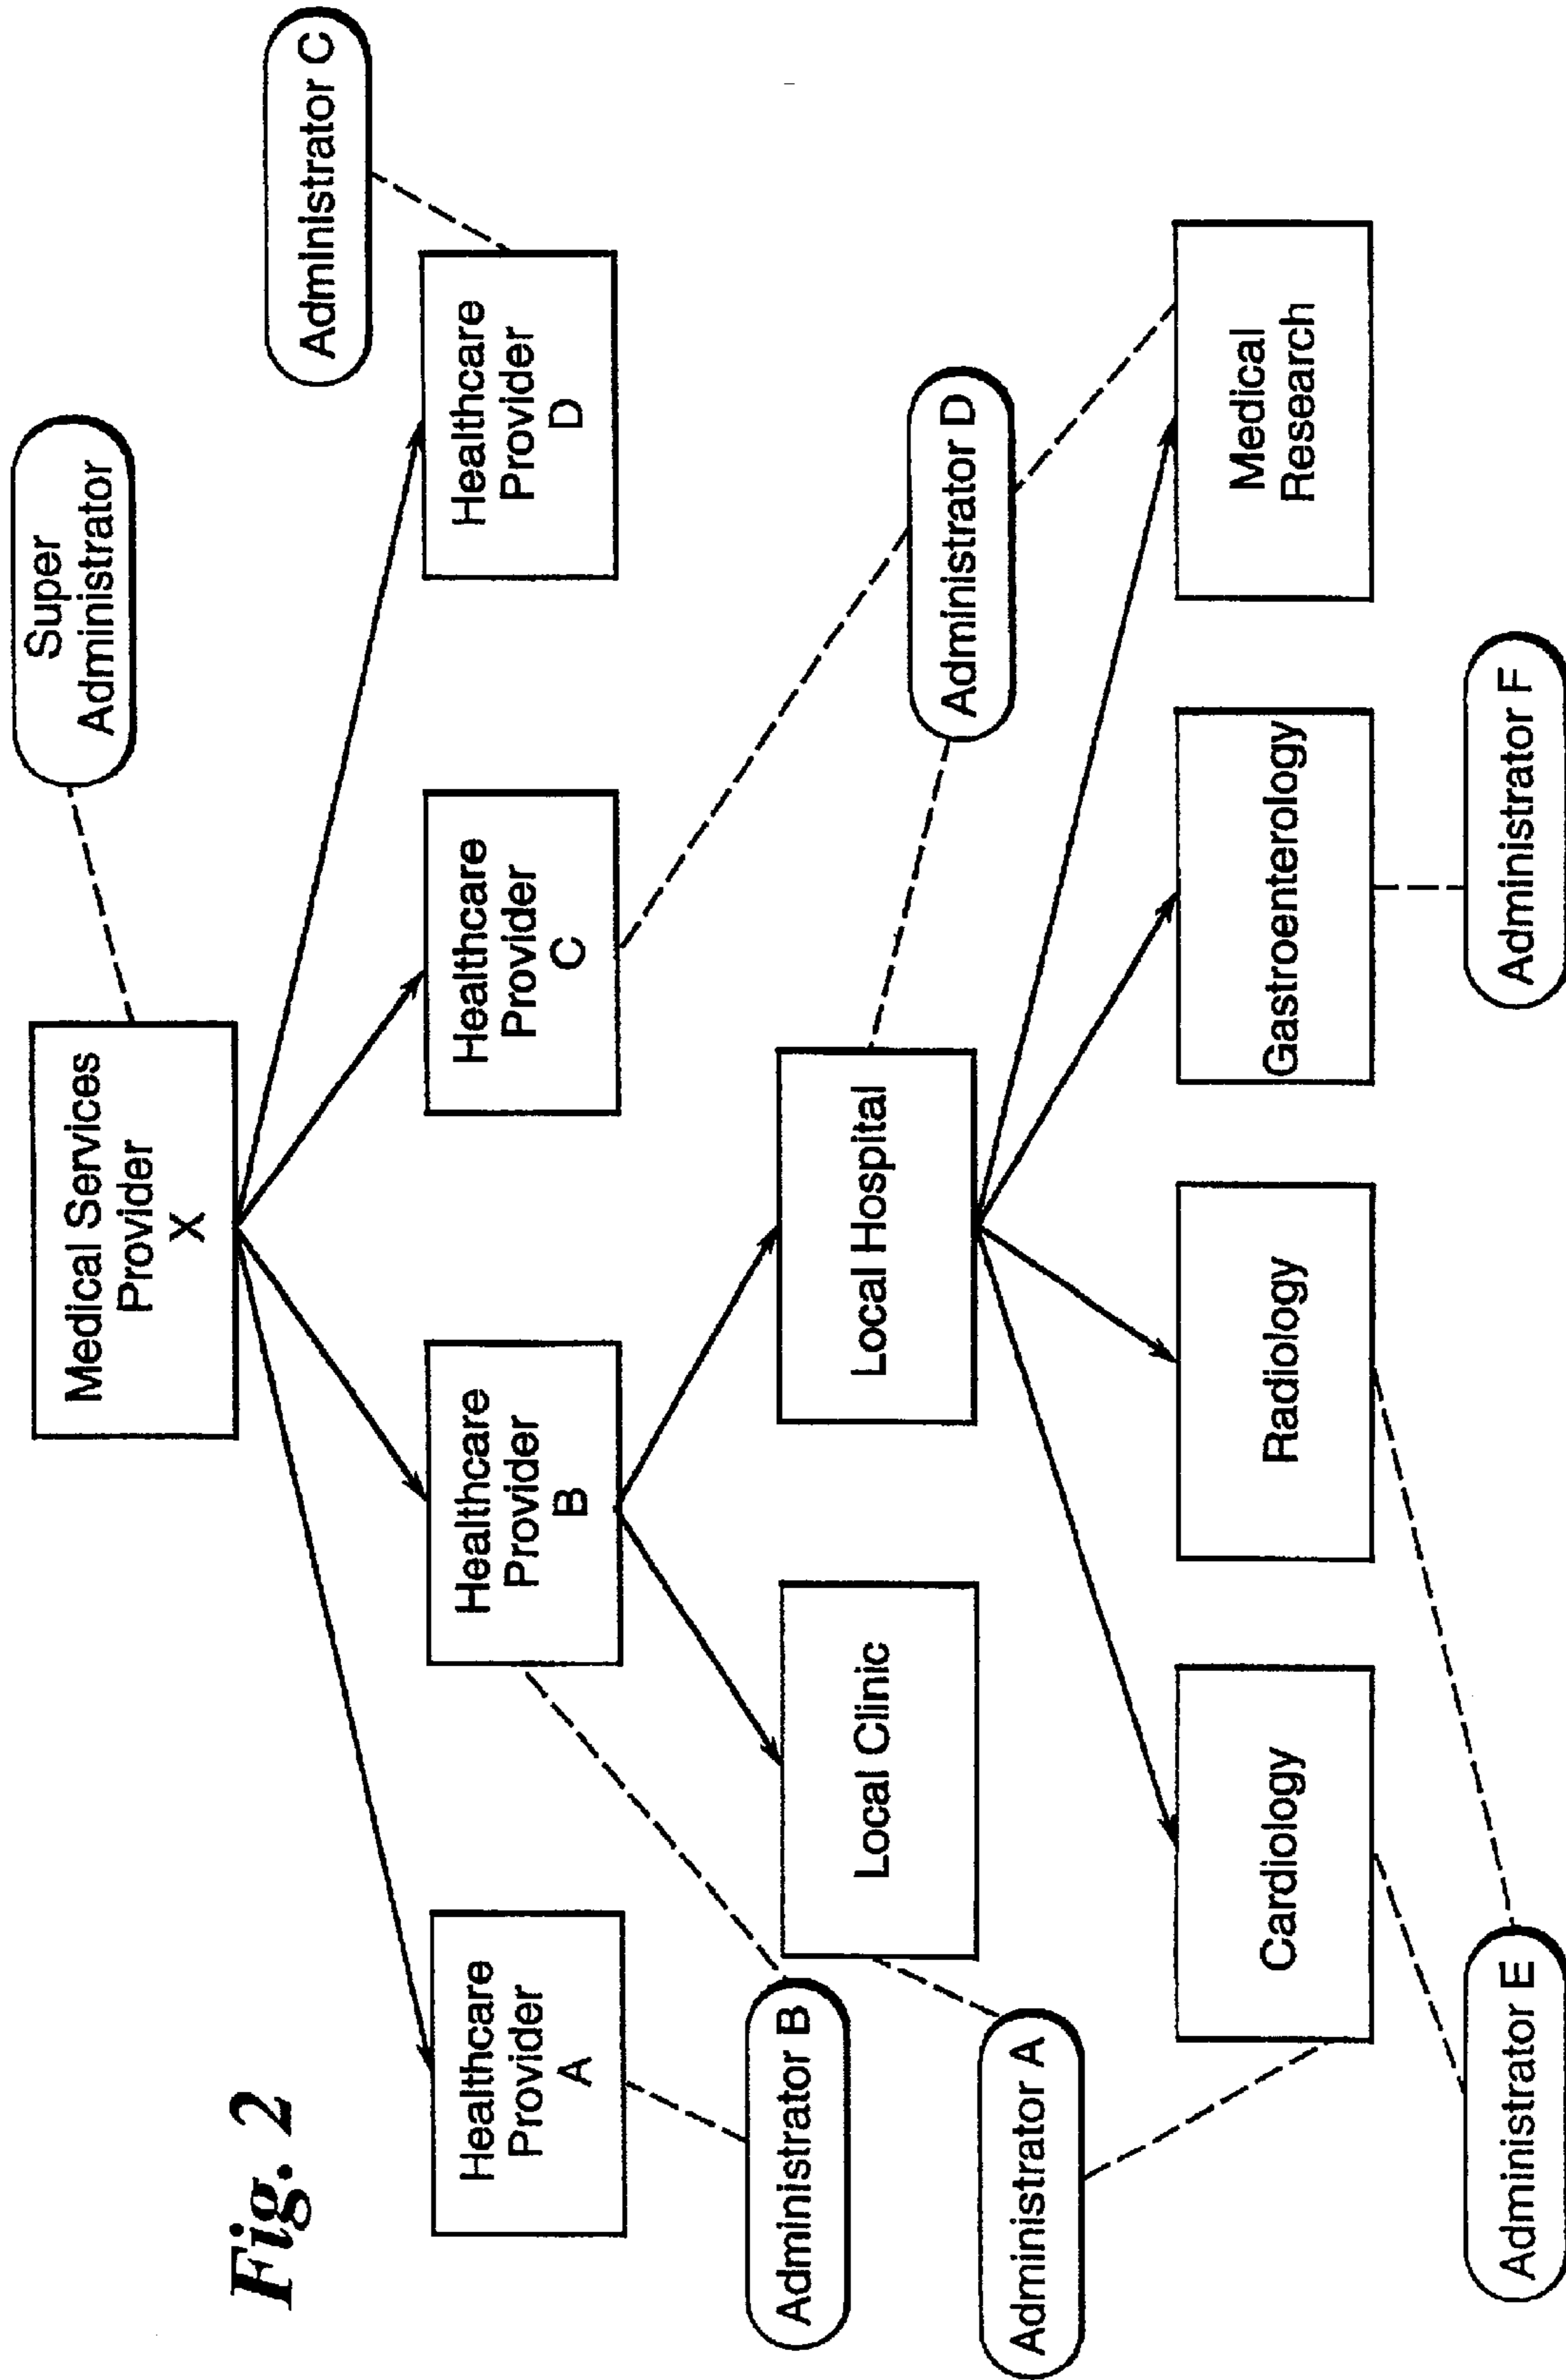 Fig. 2
Super
Administrator
Medical Services
Provider
X
Administrator C
Healthcare
Provider
A
Healthcare
Provider
B
Healthcare
Provider
C
Healthcare
Provider
D
Administrator B
Local Clinic
Local Hospital
Administrator D
Administrator A
Cardiology
Radiology
Gastroenterology
Medical
Research
Administrator E
Administrator F